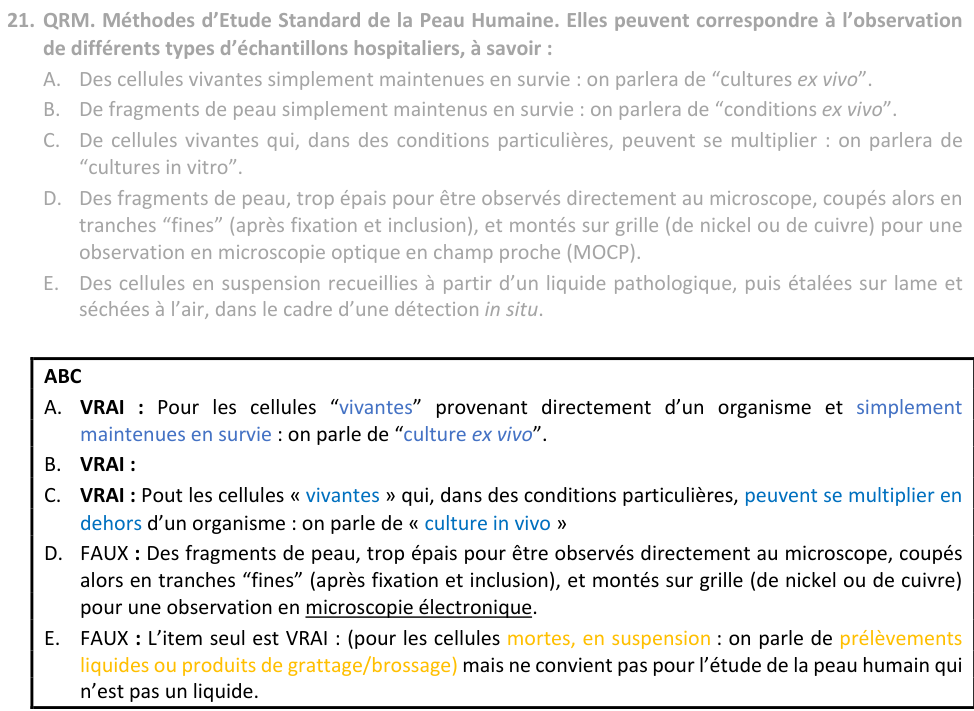 21. QRM. Méthodes d’Etude Standard de la Peau Humaine. Elles peuvent correspondre à l’observation
de différents types d’échantillons hospitaliers, à savoir :
A. Des cellules vivantes simplement maintenues en survie : on parlera de “cultures ex vivo”.
B. De fragments de peau simplement maintenus en survie : on parlera de “conditions ex vivo”.
C. De cellules vivantes qui, dans des conditions particulières, peuvent se multiplier : on parlera de
“cultures in vitro”.
D. Des fragments de peau, trop épais pour être observés directement au microscope, coupés alors en
tranches “fines” (après fixation et inclusion), et montés sur grille (de nickel ou de cuivre) pour une
observation en microscopie optique en champ proche (MOCP).
E. Des cellules en suspension recueillies à partir d’un liquide pathologique, puis étalées sur lame et
séchées à l’air, dans le cadre d’une détection in situ.
ABC
A. VRAI : Pour les cellules “vivantes” provenant directement d’un organisme et simplement
maintenues en survie : on parle de “culture ex vivo”.
B. VRAI :
C. VRAI : Pout les cellules « vivantes » qui, dans des conditions particulières, peuvent se multiplier en
dehors d’un organisme : on parle de « culture in vivo »
D. FAUX : Des fragments de peau, trop épais pour être observés directement au microscope, coupés
alors en tranches “fines” (après fixation et inclusion), et montés sur grille (de nickel ou de cuivre)
pour une observation en microscopie électronique.
E. FAUX : L’item seul est VRAI : (pour les cellules mortes, en suspension : on parle de prélèvements
liquides ou produits de grattage/brossage) mais ne convient pas pour l’étude de la peau humain qui
n’est pas un liquide.